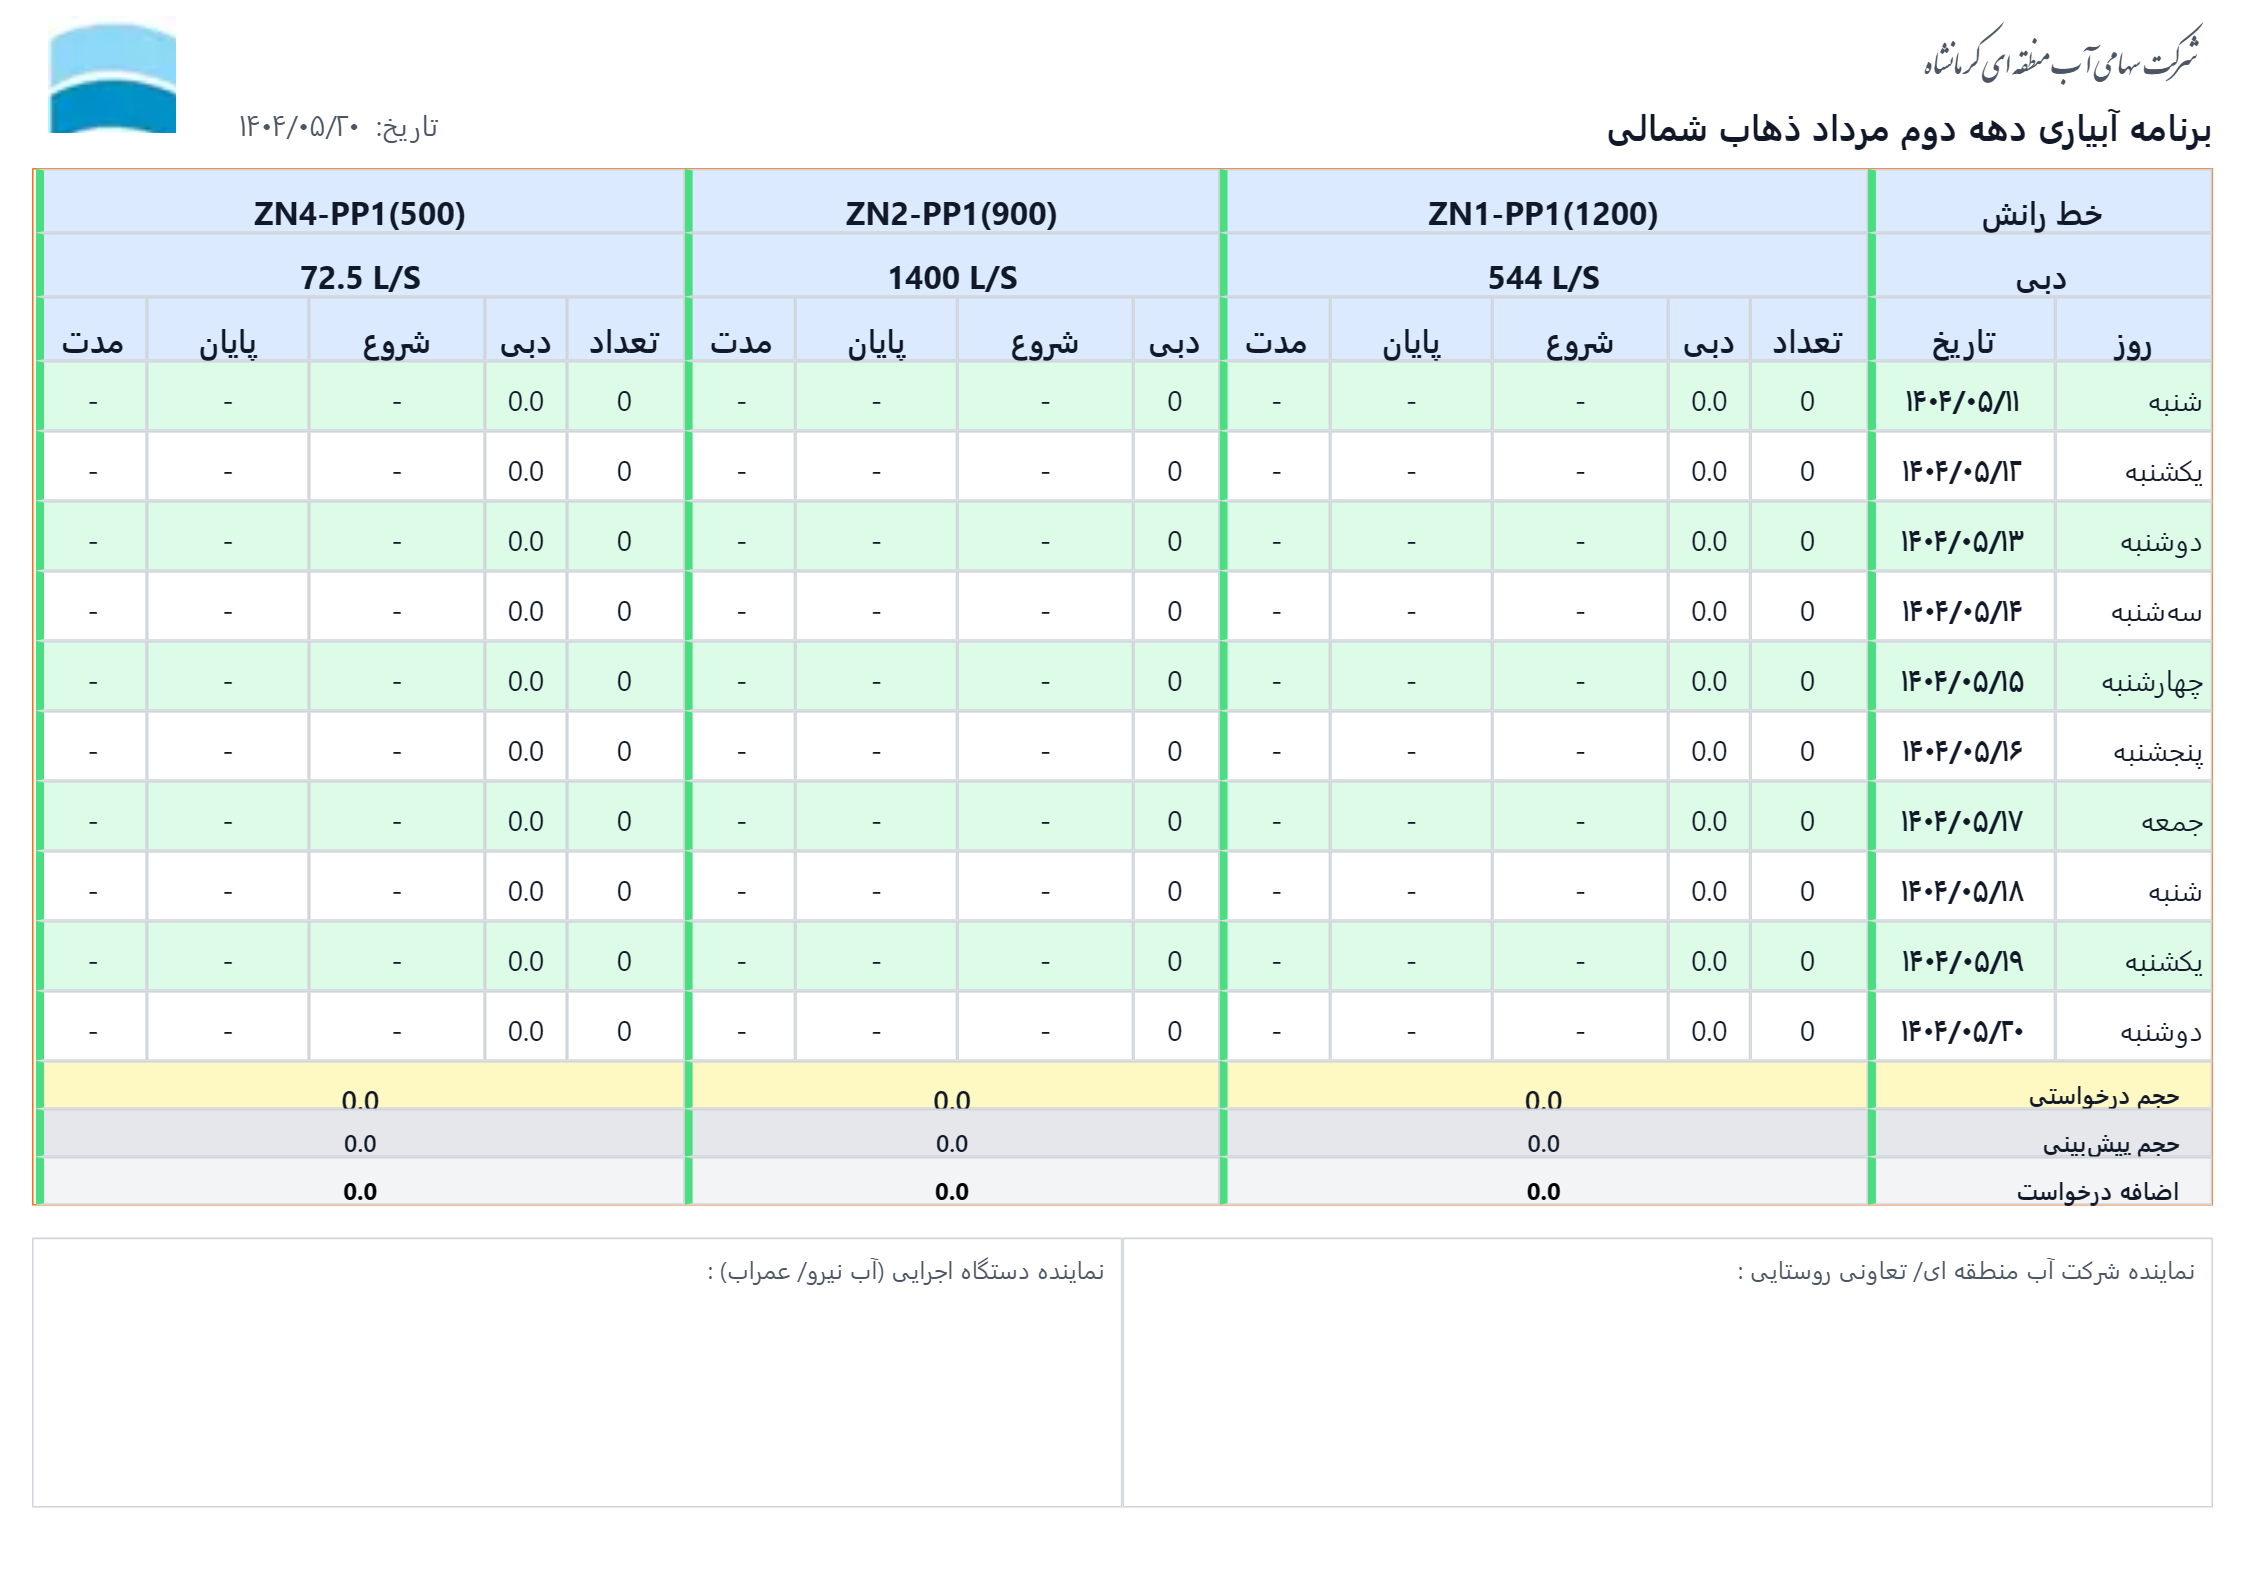 شرکت سهامی آب منطقه ای کرمانشاه
برنامه آبیاری دهه دوم مرداد ذهاب شمالی
تاریخ: ۱۴۰۴/۰۵/۲۰
خط رانش ZN1-PP1(1200) ZN2-PP1(900) ZN4-PP1(500)
دبی 544 L/S 1400 L/S 72.5 L/S
روز تاریخ تعداد دبی شروع پایان مدت دبی شروع پایان مدت تعداد دبی شروع پایان مدت
شنبه ۱۴۰۴/۰۵/۱۱ 0 0.0 - - - 0 - - - 0 0.0 - - -
یکشنبه ۱۴۰۴/۰۵/۱۲ 0 0.0 - - - 0 - - - 0 0.0 - - -
دوشنبه ۱۴۰۴/۰۵/۱۳ 0 0.0 - - - 0 - - - 0 0.0 - - -
سه‌شنبه ۱۴۰۴/۰۵/۱۴ 0 0.0 - - - 0 - - - 0 0.0 - - -
چهارشنبه ۱۴۰۴/۰۵/۱۵ 0 0.0 - - - 0 - - - 0 0.0 - - -
پنجشنبه ۱۴۰۴/۰۵/۱۶ 0 0.0 - - - 0 - - - 0 0.0 - - -
جمعه ۱۴۰۴/۰۵/۱۷ 0 0.0 - - - 0 - - - 0 0.0 - - -
شنبه ۱۴۰۴/۰۵/۱۸ 0 0.0 - - - 0 - - - 0 0.0 - - -
یکشنبه ۱۴۰۴/۰۵/۱۹ 0 0.0 - - - 0 - - - 0 0.0 - - -
دوشنبه ۱۴۰۴/۰۵/۲۰ 0 0.0 - - - 0 - - - 0 0.0 - - -
حجم درخواستی 0.0 0.0 0.0
حجم پیش‌بینی 0.0 0.0 0.0
اضافه درخواست 0.0 0.0 0.0
نماینده شرکت آب منطقه ای/ تعاونی روستایی :
نماینده دستگاه اجرایی (آب نیرو/ عمراب) :